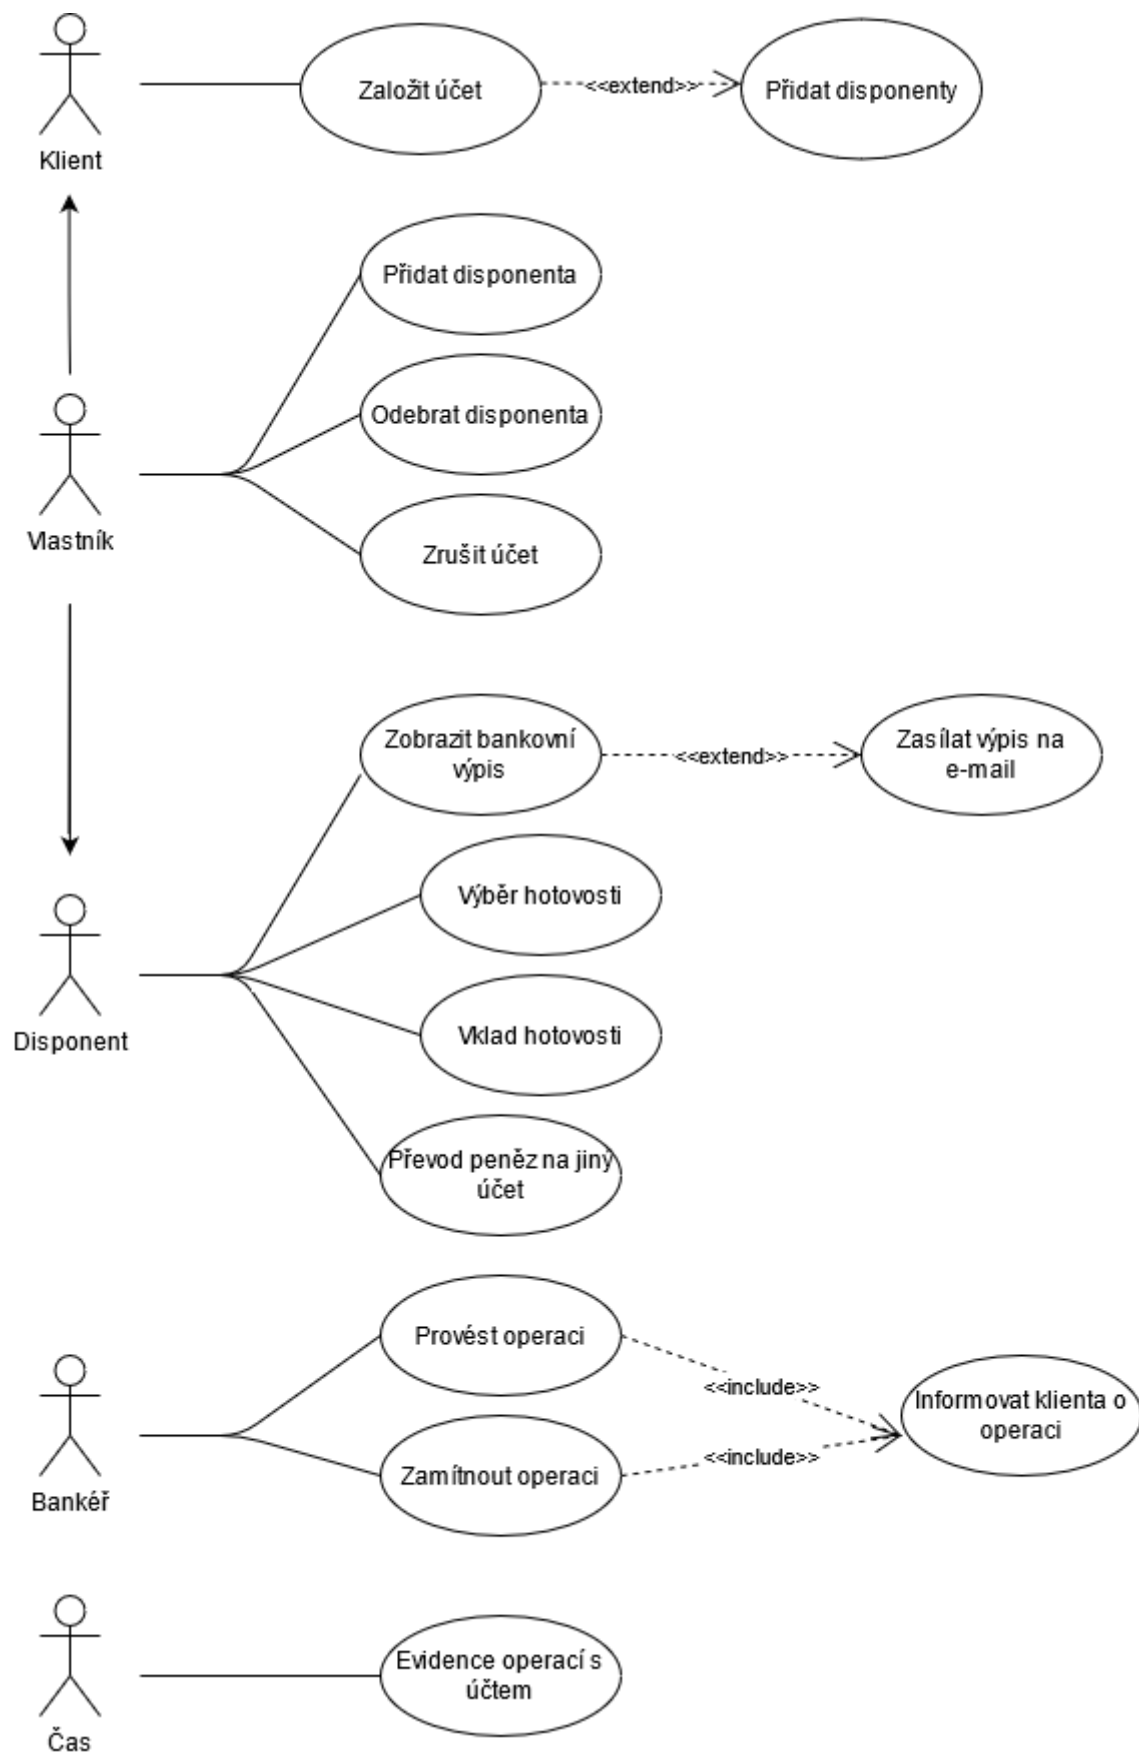 Založit účet
<<extend>>
Přidat disponenty
Klient
Přidat disponenta
Odebrat disponenta
Vlastník
Zrušit účet
Zobrazit bankovní
výpis
<<extend>>
Zasílat výpis na
e-mail
Výběr hotovosti
Vklad hotovosti
Disponent
Převod peněz na jiný
účet
Provést operaci
<<include>>
Informovat klienta o
operaci
<<include>>
Zamítnout operaci
Bankéř
Evidence operací s
účtem
Čas